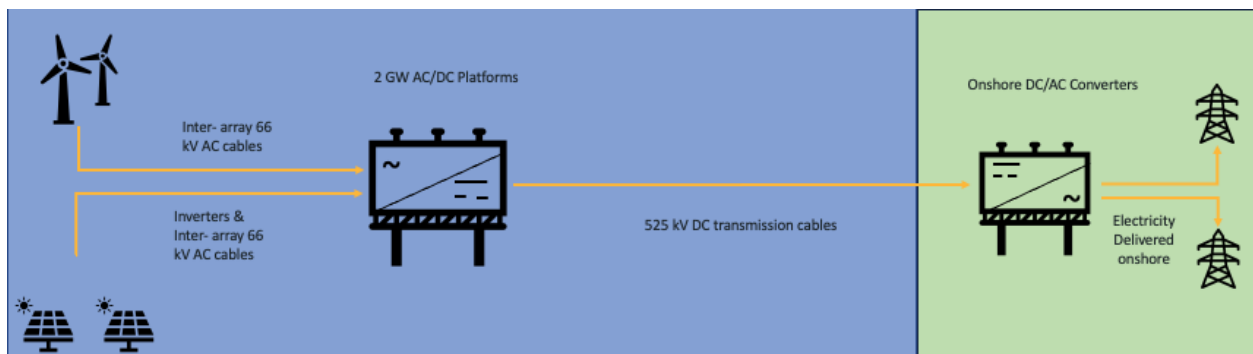 2 GW AC/DC Platforms
Onshore DC/AC Converters
Inter- array 66
kV AC cables
Inverters &
Inter- array 66
kV AC cables
525 kV DC transmission cables
Electricity
Delivered
onshore